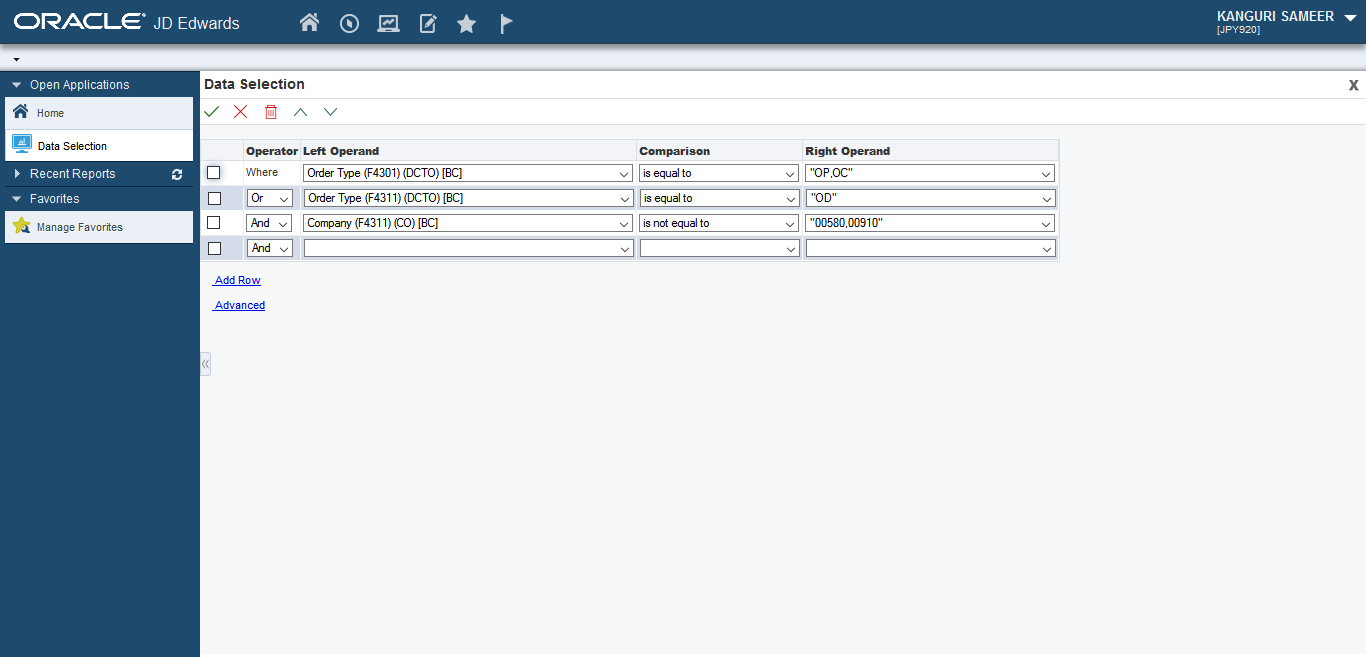 ORACLE® JD Edwards
KANGURI SAMEER
[JPY920]
Open Applications
Home
Data Selection
Recent Reports
Favorites
Manage Favorites
Data Selection
X
Operator Left Operand Comparison Right Operand
Where Order Type (F4301) (DCTO) [BC] is equal to "OP,OC"
Or Order Type (F4311) (DCTO) [BC] is equal to "OD"
And Company (F4311) (CO) [BC] is not equal to "00580,00910"
And
Add Row
Advanced